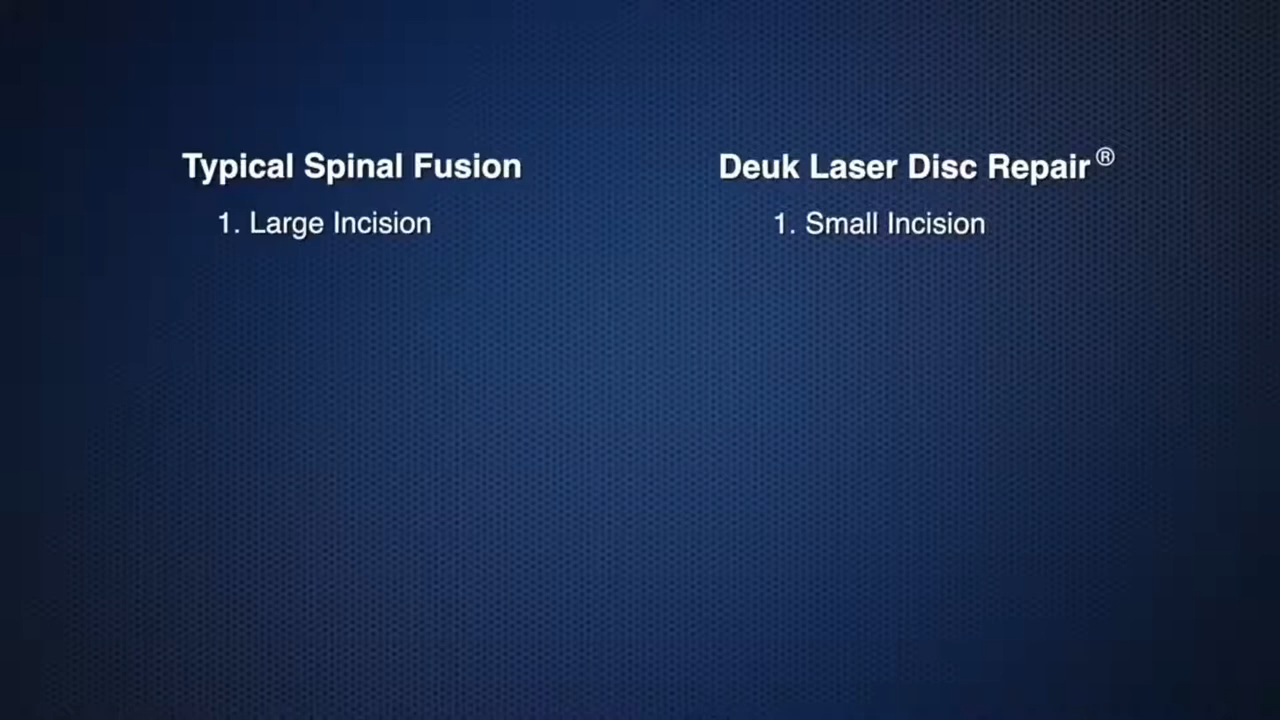 Typical Spinal Fusion
1. Large Incision
Deuk Laser Disc Repair®
1. Small Incision